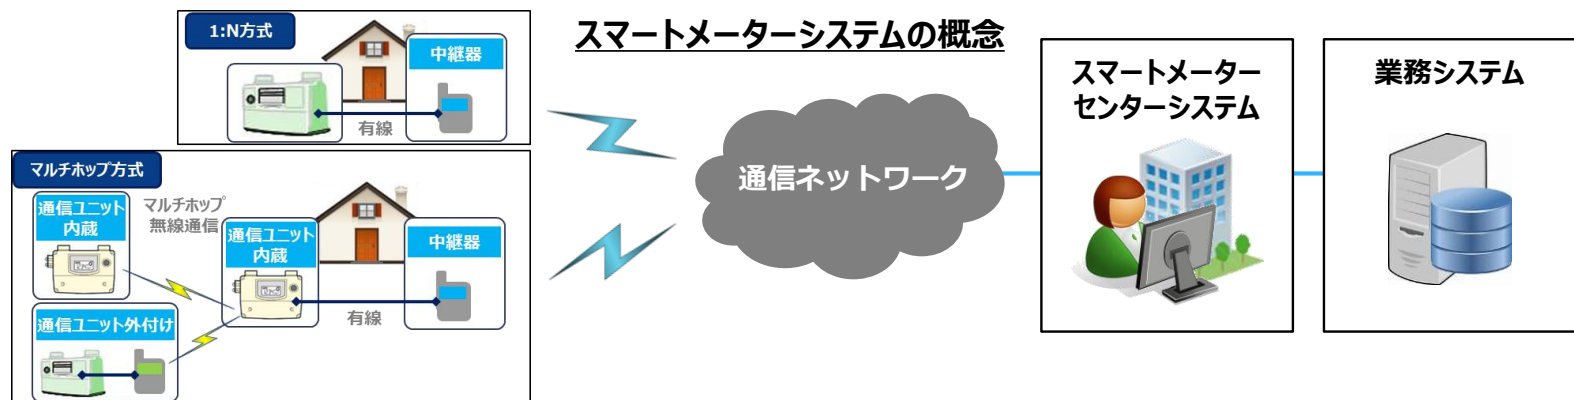 スマートメーターシステムの概念
1:N方式
中継器
有線
マルチホップ方式
通信ユニット
内蔵
マルチホップ
無線通信
通信ユニット
内蔵
中継器
有線
通信ユニット外付け
通信ネットワーク
スマートメーター
センターシステム
業務システム